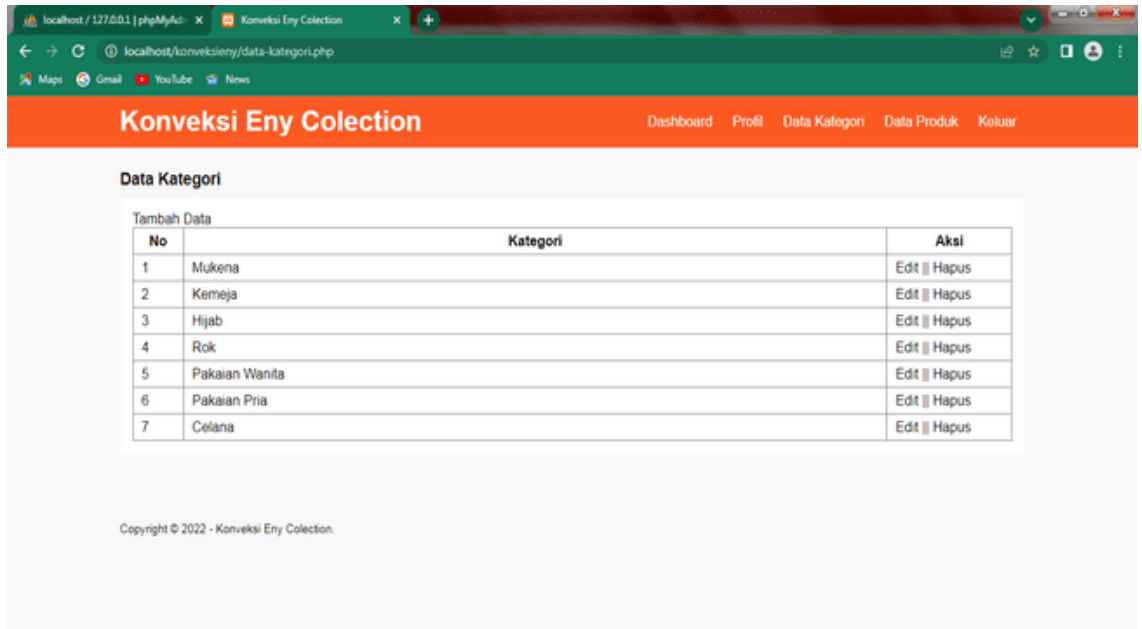 localhost / 127.0.0.1 | phpMyAdm
Konveksi Eny Colection
localhost/konveksieny/data-kategori.php
Maps Gmail YouTube News
Konveksi Eny Colection
Dashboard Profil Data Kategori Data Produk Keluar
Data Kategori
Tambah Data
No Kategori Aksi
1 Mukena Edit || Hapus
2 Kemeja Edit || Hapus
3 Hijab Edit || Hapus
4 Rok Edit || Hapus
5 Pakaian Wanita Edit || Hapus
6 Pakaian Pria Edit || Hapus
7 Celana Edit || Hapus
Copyright © 2022 - Konveksi Eny Colection.